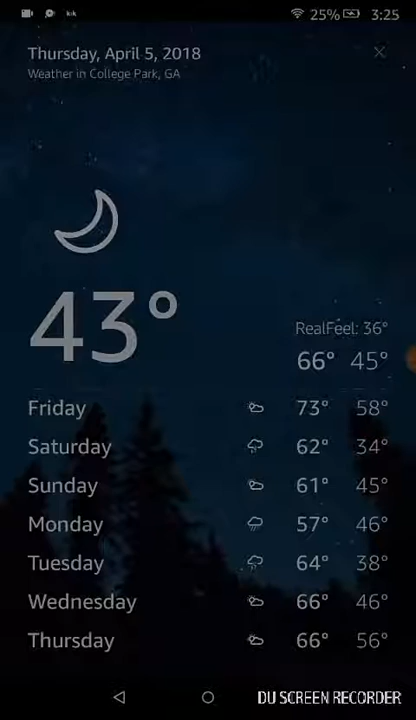 kik 25% 3:25
Thursday, April 5, 2018
Weather in College Park, GA
43°
RealFeel: 36°
66° 45°
Friday 73° 58°
Saturday 62° 34°
Sunday 61° 45°
Monday 57° 46°
Tuesday 64° 38°
Wednesday 66° 46°
Thursday 66° 56°
DU SCREEN RECORDER